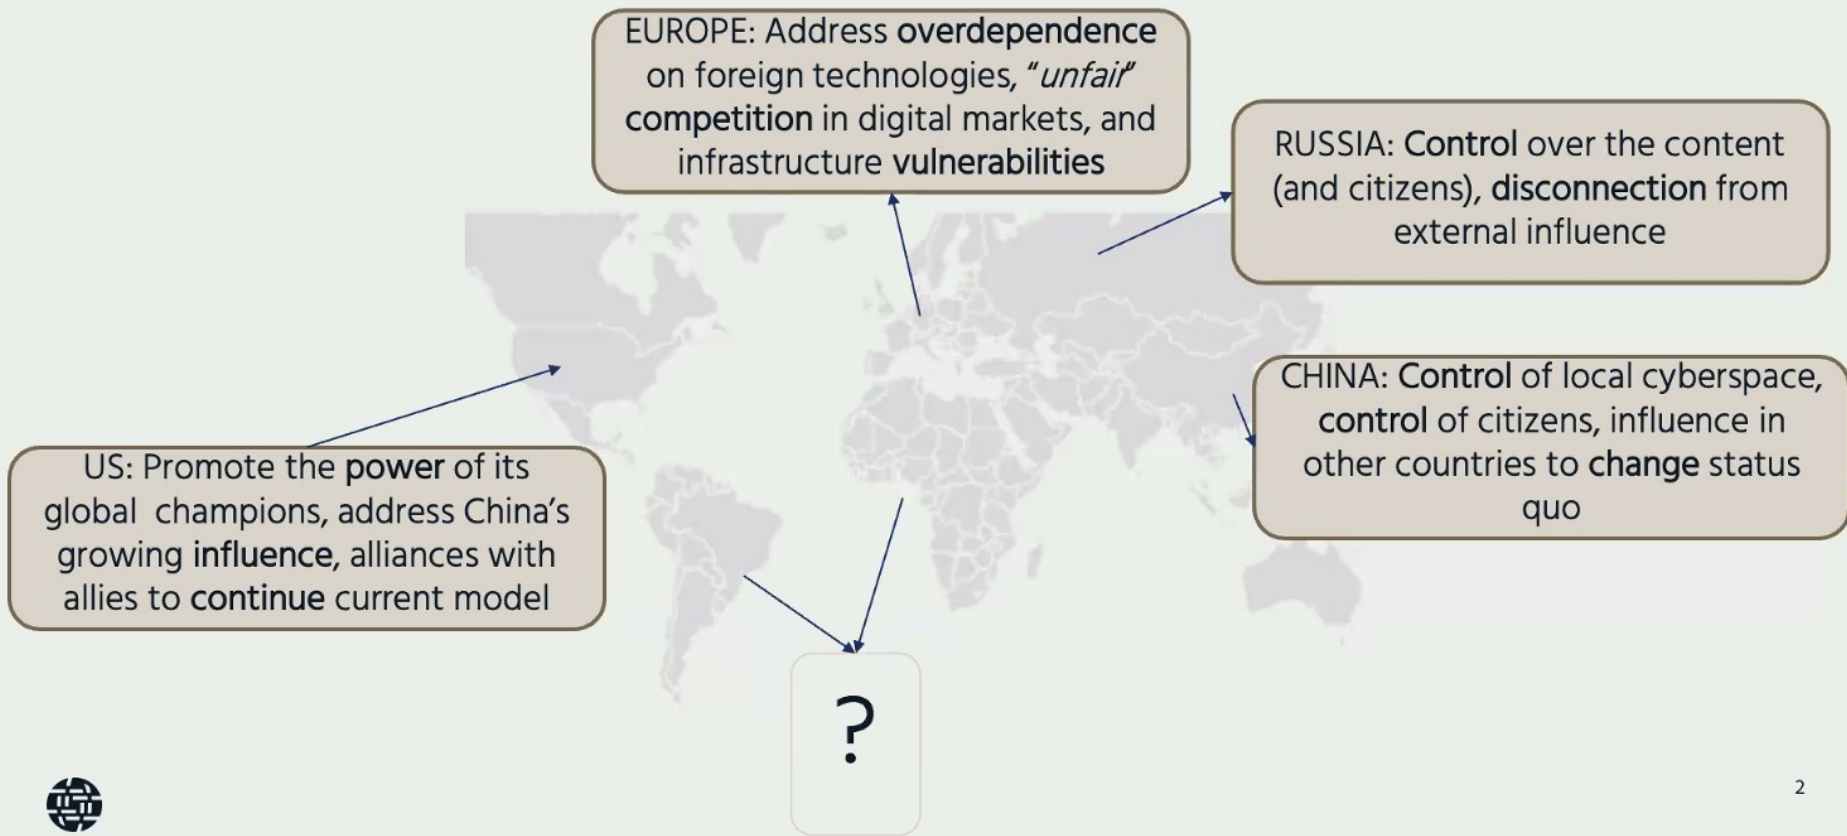 EUROPE: Address overdependence
on foreign technologies, “unfair”
competition in digital markets, and
infrastructure vulnerabilities
RUSSIA: Control over the content
(and citizens), disconnection from
external influence
CHINA: Control of local cyberspace,
control of citizens, influence in
other countries to change status
quo
US: Promote the power of its
global champions, address China’s
growing influence, alliances with
allies to continue current model
?
2